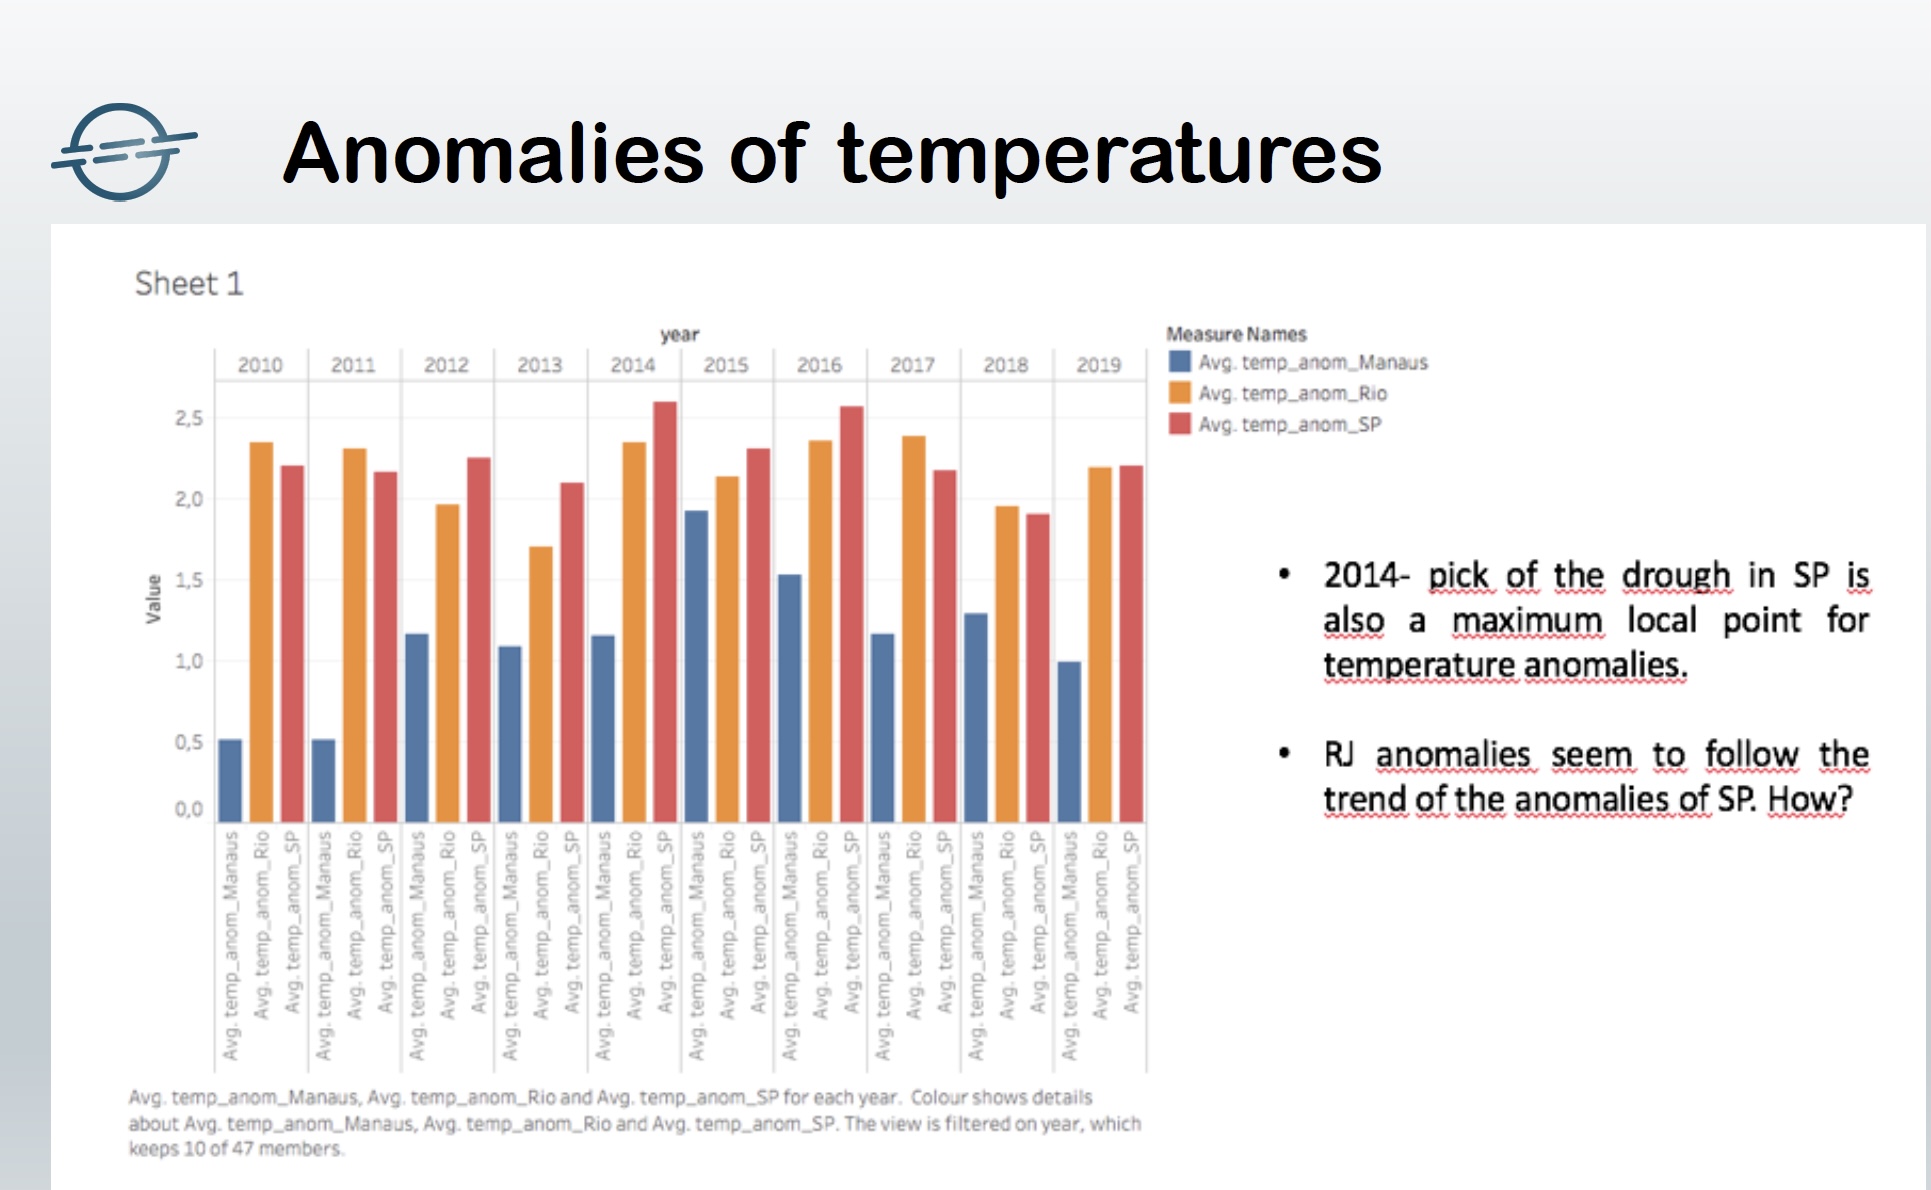 Anomalies of temperatures
Sheet 1
year
2010 2011 2012 2013 2014 2015 2016 2017 2018 2019
Measure Names
Avg. temp_anom_Manaus
Avg. temp_anom_Rio
Avg. temp_anom_SP
Value
2,5
2,0
1,5
1,0
0,5
0,0
Avg. temp_anom_Manaus
Avg. temp_anom_Rio
Avg. temp_anom_SP
Avg. temp_anom_Manaus
Avg. temp_anom_Rio
Avg. temp_anom_SP
Avg. temp_anom_Manaus
Avg. temp_anom_Rio
Avg. temp_anom_SP
Avg. temp_anom_Manaus
Avg. temp_anom_Rio
Avg. temp_anom_SP
Avg. temp_anom_Manaus
Avg. temp_anom_Rio
Avg. temp_anom_SP
Avg. temp_anom_Manaus
Avg. temp_anom_Rio
Avg. temp_anom_SP
Avg. temp_anom_Manaus
Avg. temp_anom_Rio
Avg. temp_anom_SP
Avg. temp_anom_Manaus
Avg. temp_anom_Rio
Avg. temp_anom_SP
Avg. temp_anom_Manaus
Avg. temp_anom_Rio
Avg. temp_anom_SP
Avg. temp_anom_Manaus
Avg. temp_anom_Rio
Avg. temp_anom_SP
Avg. temp_anom_Manaus, Avg. temp_anom_Rio and Avg. temp_anom_SP for each year. Colour shows details
about Avg. temp_anom_Manaus, Avg. temp_anom_Rio and Avg. temp_anom_SP. The view is filtered on year, which
keeps 10 of 47 members.
• 2014- pick of the drough in SP is
also a maximum local point for
temperature anomalies.
• RJ anomalies seem to follow the
trend of the anomalies of SP. How?